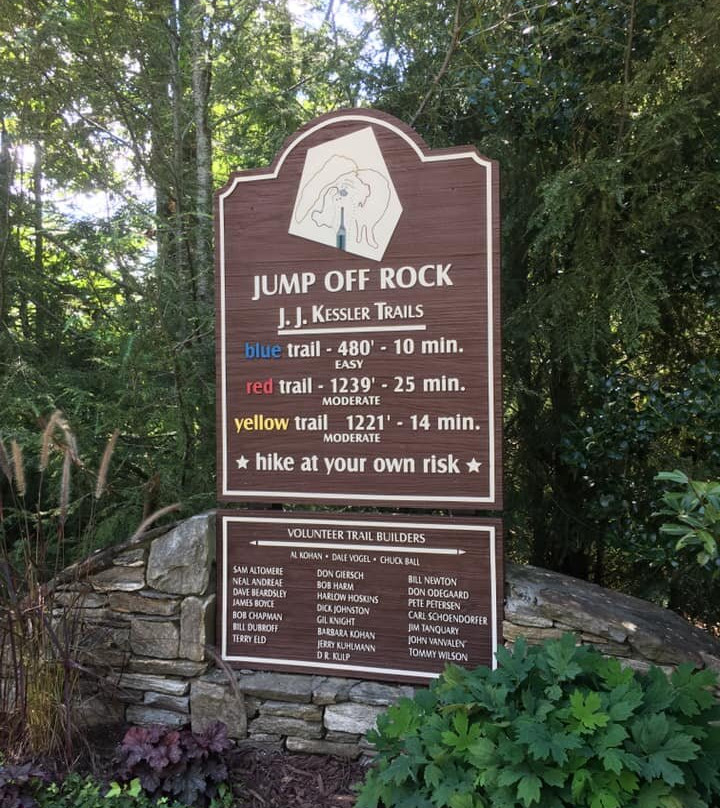 JUMP OFF ROCK
J. J. KESSLER TRAILS
blue trail - 480' - 10 min.
EASY
red trail - 1239' - 25 min.
MODERATE
yellow trail 1221' - 14 min.
MODERATE
★ hike at your own risk ★
VOLUNTEER TRAIL BUILDERS
AL KOHAN • DALE VOGEL • CHUCK BALL
SAM ALTOMERE
NEAL ANDREAE
DAVE BEARDSLEY
JAMES BOYCE
BOB CHAPMAN
BILL DUBROFF
TERRY ELD
DON GIERSCH
BOB HARM
HARLOW HOSKINS
DICK JOHNSTON
GIL KNIGHT
BARBARA KOHAN
JERRY KUHLMANN
D R. KULP
BILL NEWTON
DON ODEGAARD
PETE PETERSEN
CARL SCHOENDORFER
JIM TANQUARY
JOHN VANVALEN
TOMMY WILSON